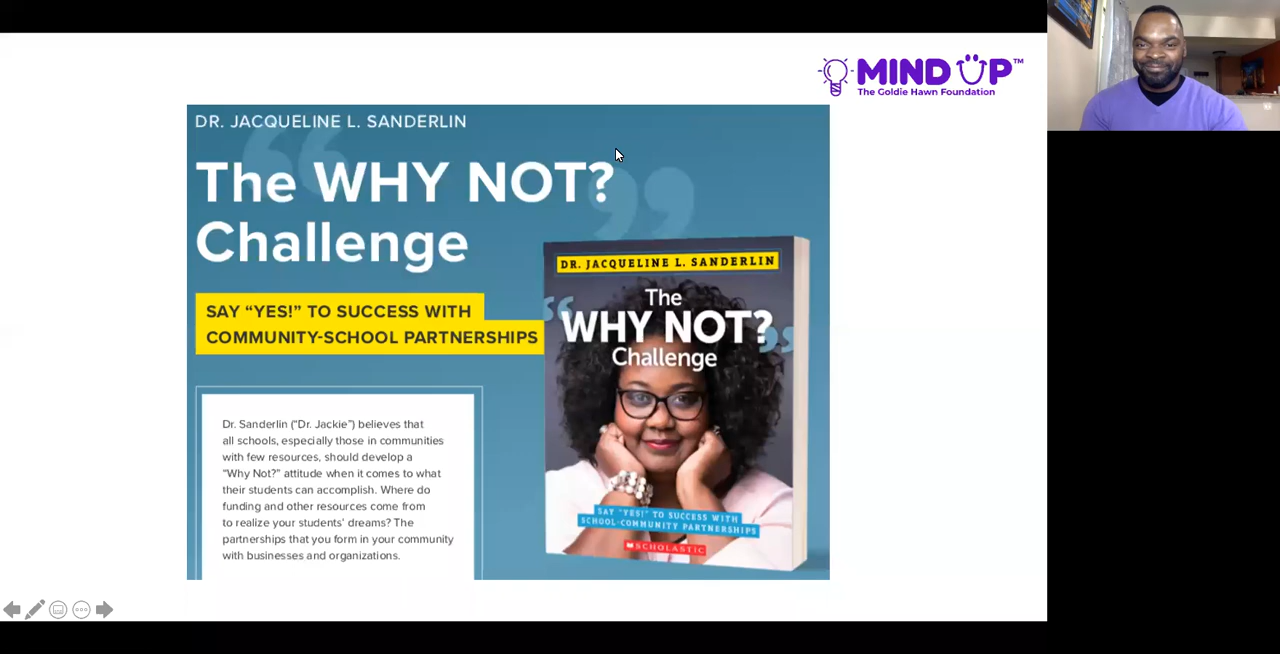 MIND UP™
The Goldie Hawn Foundation
DR. JACQUELINE L. SANDERLIN
The WHY NOT?
Challenge
SAY “YES!” TO SUCCESS WITH
COMMUNITY-SCHOOL PARTNERSHIPS
Dr. Sanderlin (“Dr. Jackie”) believes that
all schools, especially those in communities
with few resources, should develop a
“Why Not?” attitude when it comes to what
their students can accomplish. Where do
funding and other resources come from
to realize your students’ dreams? The
partnerships that you form in your community
with businesses and organizations.
DR. JACQUELINE L. SANDERLIN
The
“WHY NOT?”
Challenge
SAY “YES!” TO SUCCESS WITH
SCHOOL-COMMUNITY PARTNERSHIPS
SCHOLASTIC